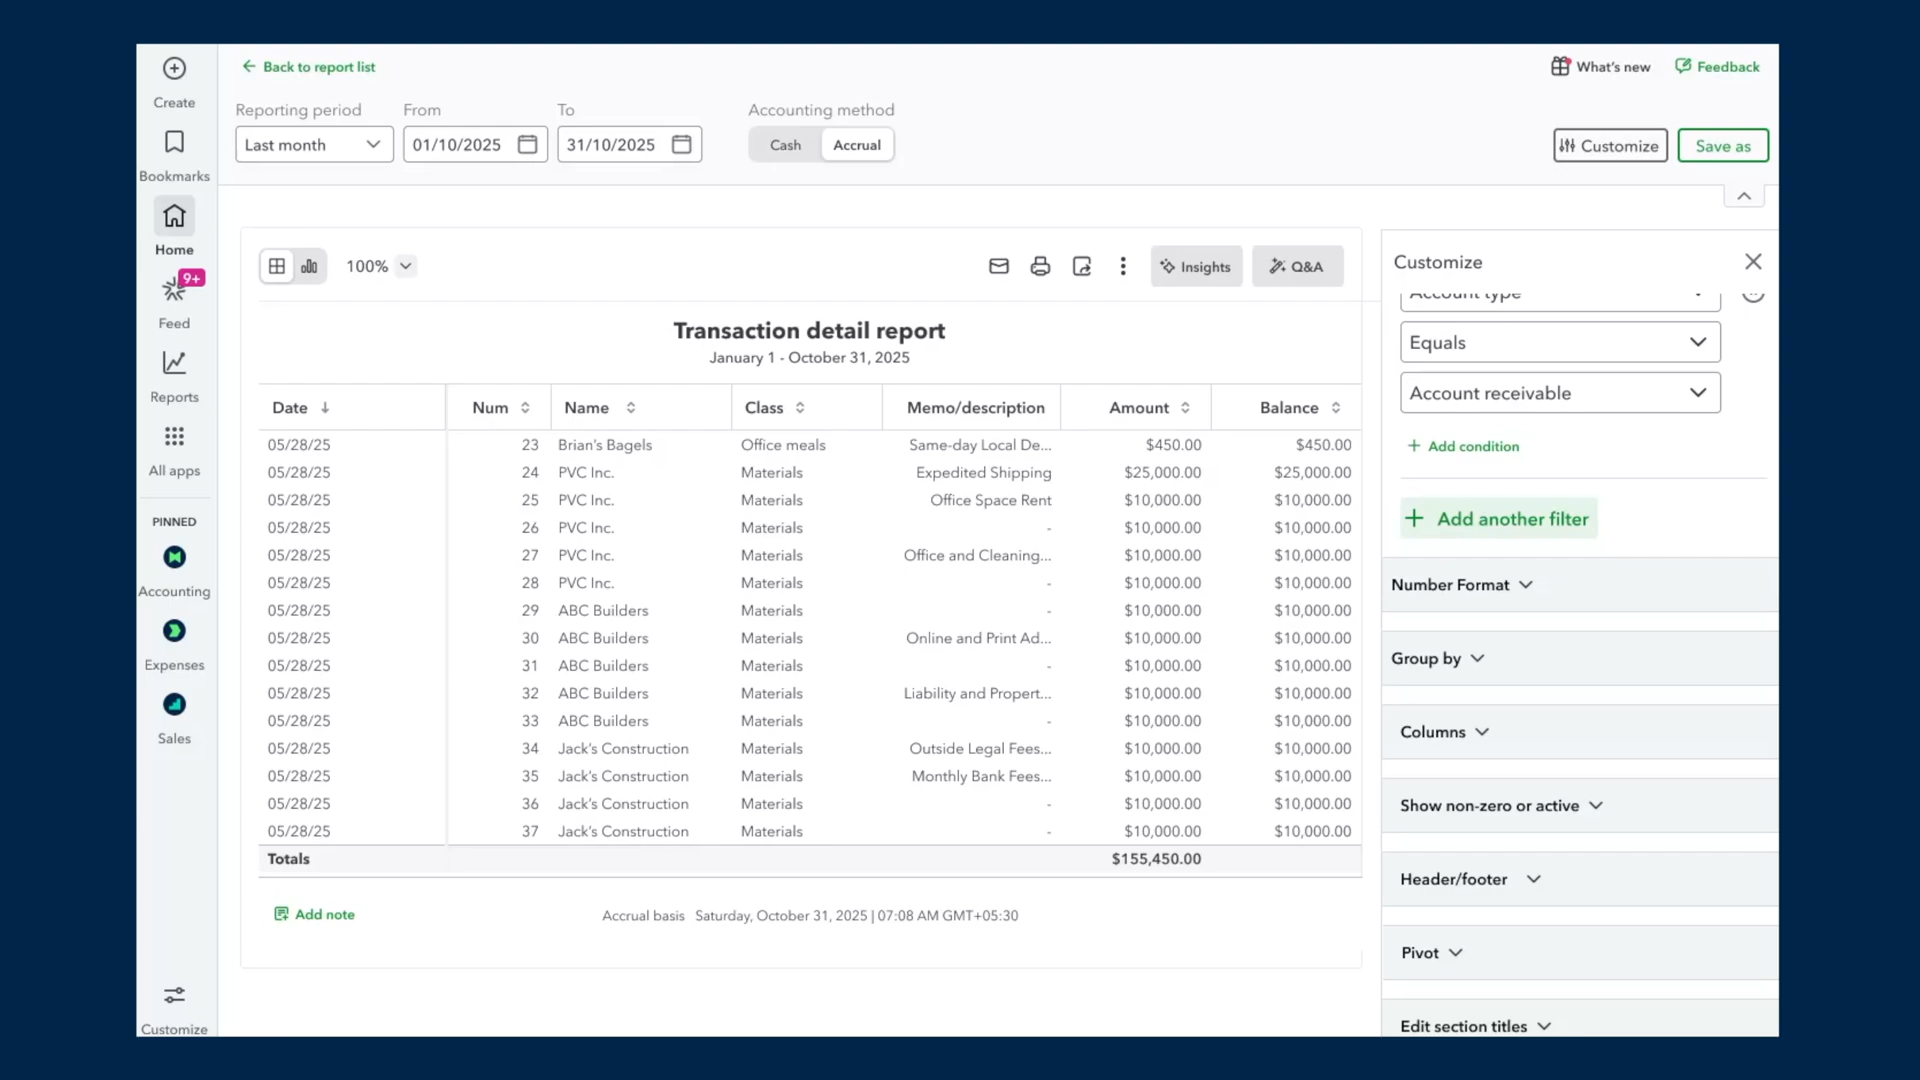 Create
Bookmarks
Home
9+
Feed
Reports
All apps
PINNED
Accounting
Expenses
Sales
Customize
Back to report list
What's new
Feedback
Reporting period
From
To
Accounting method
Last month
01/10/2025
31/10/2025
Cash
Accrual
Customize
Save as
100%
Insights
Q&A
Transaction detail report
January 1 - October 31, 2025
Date Num Name Class Memo/description Amount Balance
05/28/25 23 Brian's Bagels Office meals Same-day Local De... $450.00 $450.00
05/28/25 24 PVC Inc. Materials Expedited Shipping $25,000.00 $25,000.00
05/28/25 25 PVC Inc. Materials Office Space Rent $10,000.00 $10,000.00
05/28/25 26 PVC Inc. Materials - $10,000.00 $10,000.00
05/28/25 27 PVC Inc. Materials Office and Cleaning... $10,000.00 $10,000.00
05/28/25 28 PVC Inc. Materials - $10,000.00 $10,000.00
05/28/25 29 ABC Builders Materials - $10,000.00 $10,000.00
05/28/25 30 ABC Builders Materials Online and Print Ad... $10,000.00 $10,000.00
05/28/25 31 ABC Builders Materials - $10,000.00 $10,000.00
05/28/25 32 ABC Builders Materials Liability and Propert... $10,000.00 $10,000.00
05/28/25 33 ABC Builders Materials - $10,000.00 $10,000.00
05/28/25 34 Jack's Construction Materials Outside Legal Fees... $10,000.00 $10,000.00
05/28/25 35 Jack's Construction Materials Monthly Bank Fees... $10,000.00 $10,000.00
05/28/25 36 Jack's Construction Materials - $10,000.00 $10,000.00
05/28/25 37 Jack's Construction Materials - $10,000.00 $10,000.00
Totals $155,450.00
Add note
Accrual basis Saturday, October 31, 2025 | 07:08 AM GMT+05:30
Customize
Account type
Equals
Account receivable
+ Add condition
+ Add another filter
Number Format
Group by
Columns
Show non-zero or active
Header/footer
Pivot
Edit section titles